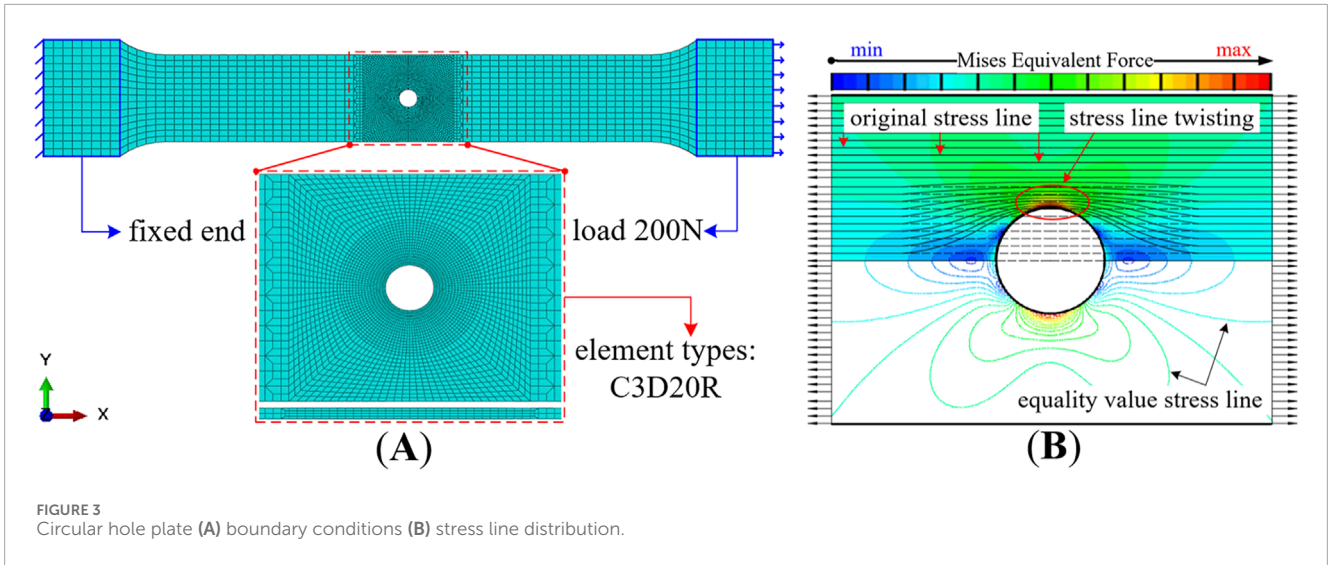 fixed end
load 200N
element types:
C3D20R
Y
X
(A)
min
max
Mises Equivalent Force
original stress line
stress line twisting
equality value stress line
(B)
FIGURE 3
Circular hole plate (A) boundary conditions (B) stress line distribution.